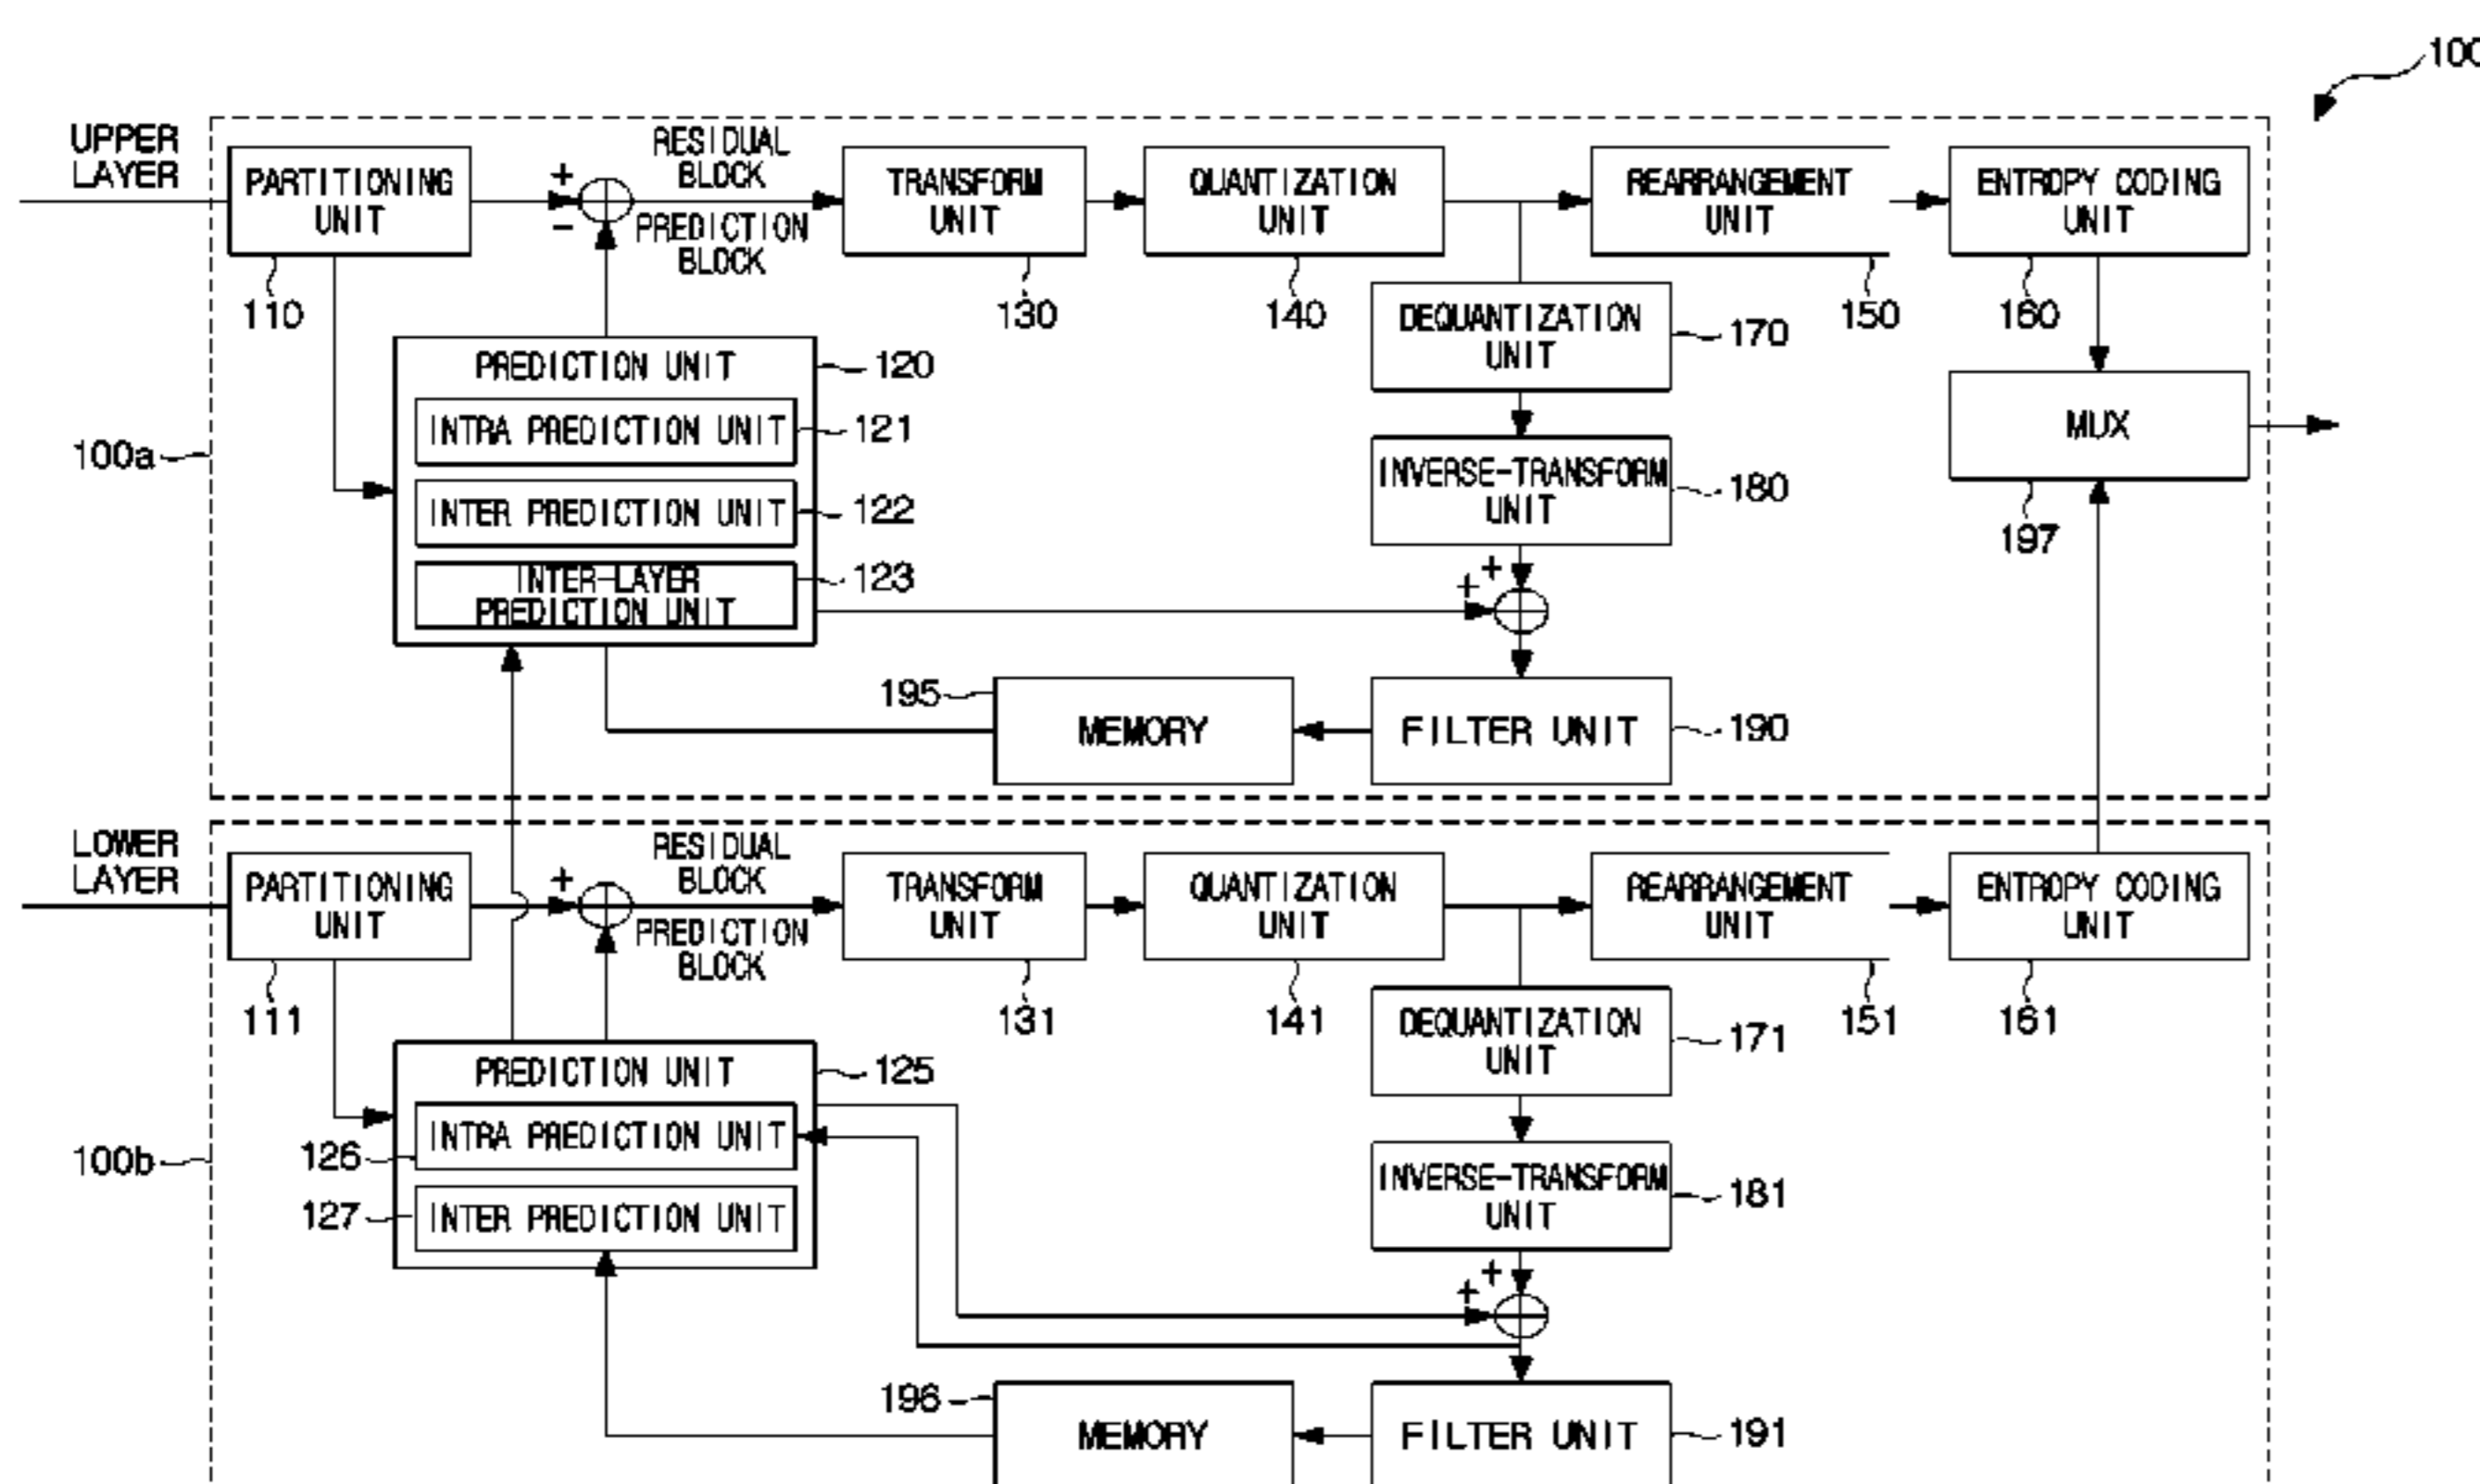 100
UPPER
LAYER
PARTITIONING
UNIT
110
+
−
RESIDUAL
BLOCK
PREDICTION
BLOCK
TRANSFORM
UNIT
130
QUANTIZATION
UNIT
140
REARRANGEMENT
UNIT
150
ENTROPY CODING
UNIT
160
DEQUANTIZATION
UNIT
170
PREDICTION UNIT
120
INTRA PREDICTION UNIT
121
INTER PREDICTION UNIT
122
INTER-LAYER
PREDICTION UNIT
123
100a
MUX
197
INVERSE-TRANSFORM
UNIT
180
+
+
195
MEMORY
FILTER UNIT
190
LOWER
LAYER
PARTITIONING
UNIT
111
+
RESIDUAL
BLOCK
PREDICTION
BLOCK
TRANSFORM
UNIT
131
QUANTIZATION
UNIT
141
REARRANGEMENT
UNIT
151
ENTROPY CODING
UNIT
161
DEQUANTIZATION
UNIT
171
PREDICTION UNIT
125
INTRA PREDICTION UNIT
126
INTER PREDICTION UNIT
127
100b
INVERSE-TRANSFORM
UNIT
181
+
+
196
MEMORY
FILTER UNIT
191